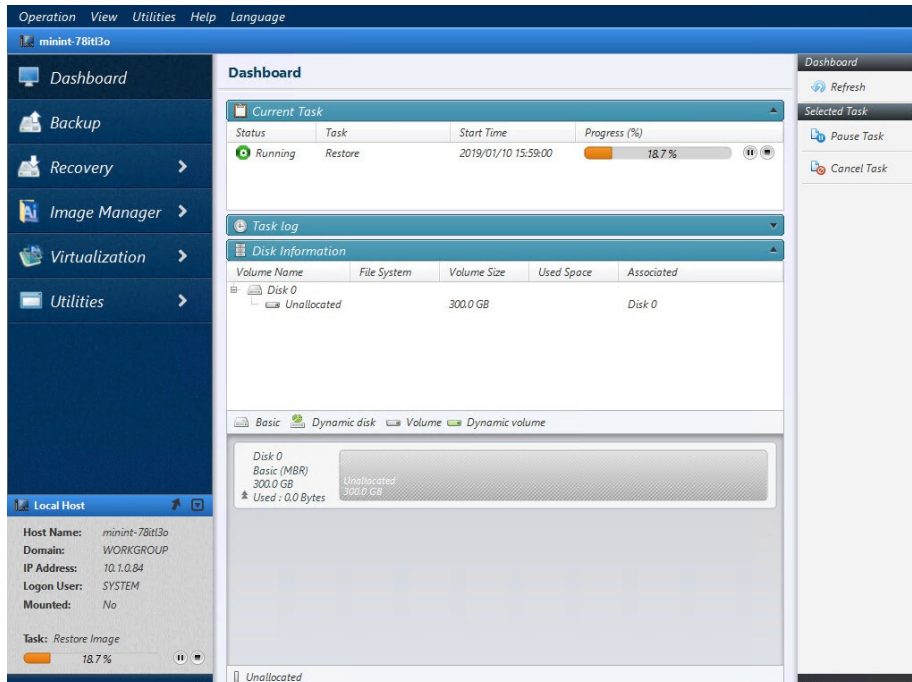 Operation View Utilities Help Language
minint-78itl3o
Dashboard
Backup
Recovery
Image Manager
Virtualization
Utilities
Local Host
Host Name: minint-78itl3o
Domain: WORKGROUP
IP Address: 10.1.0.84
Logon User: SYSTEM
Mounted: No
Task: Restore Image
18.7 %
Dashboard
Current Task
Status Task Start Time Progress (%)
Running Restore 2019/01/10 15:59:00 18.7 %
Task log
Disk Information
Volume Name File System Volume Size Used Space Associated
Disk 0
Unallocated 300.0 GB Disk 0
Basic Dynamic disk Volume Dynamic volume
Disk 0
Basic (MBR)
300.0 GB
Used : 0.0 Bytes
Unallocated
300.0 GB
Unallocated
Dashboard
Refresh
Selected Task
Pause Task
Cancel Task